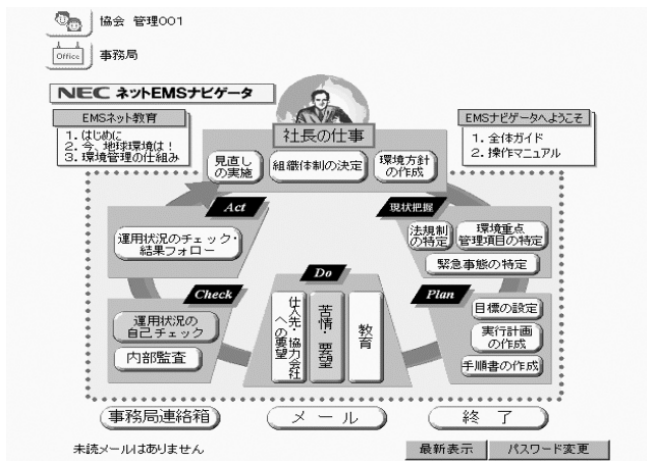 協会 管理001
Office
事務局
NEC ネットEMSナビゲータ
EMSネット教育
1. はじめに
2. 今、地球環境は!
3. 環境管理の仕組み
EMSナビゲータへようこそ
1. 全体ガイド
2. 操作マニュアル
社長の仕事
見直し
の実施
組織体制の決定
環境方針
の作成
Act
運用状況のチェック・
結果フォロー
現状把握
法規制
の特定
環境重点
管理項目の特定
緊急事態の特定
Check
運用状況の
自己チェック
内部監査
Do
仕入先・協力会社
への要望
苦情・要望
教育
Plan
目標の設定
実行計画
の作成
手順書の作成
事務局連絡箱
メール
終了
未読メールはありません
最新表示
パスワード変更